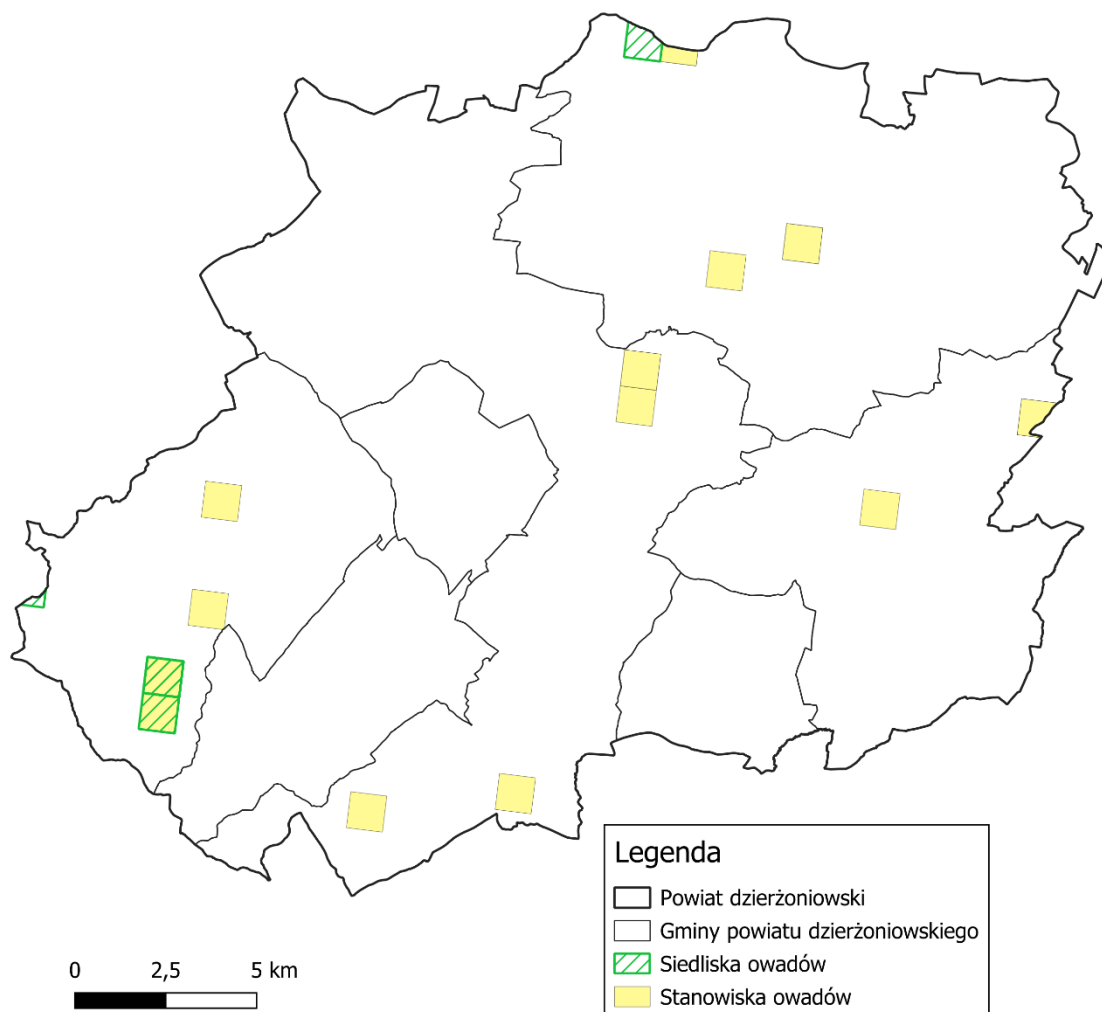 Legenda
Powiat dzierżoniowski
Gminy powiatu dzierżoniowskiego
Siedliska owadów
Stanowiska owadów
0 2,5 5 km